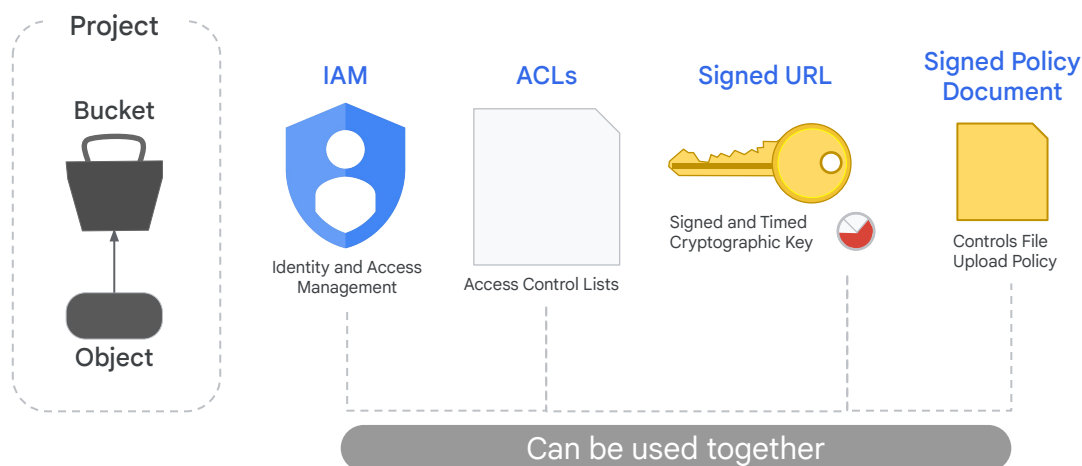 Project
Bucket
Object
IAM
Identity and Access
Management
ACLs
Access Control Lists
Signed URL
Signed and Timed
Cryptographic Key
Signed Policy
Document
Controls File
Upload Policy
Can be used together